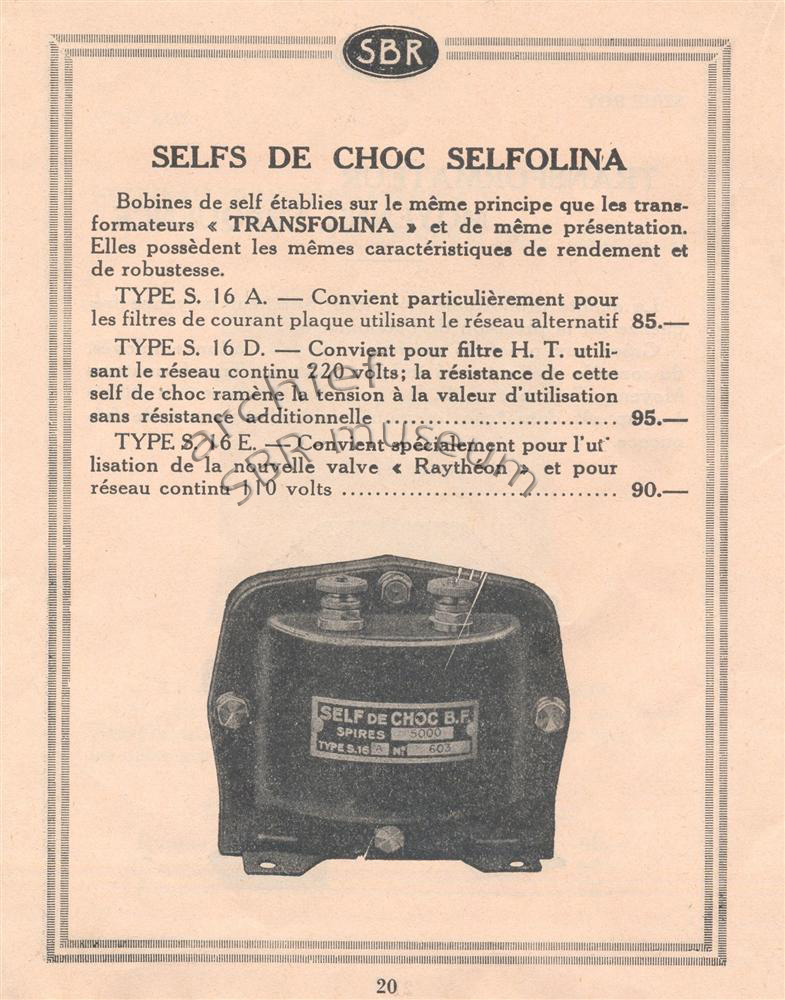 SBR
SELFS DE CHOC SELFOLINA
Bobines de self établies sur le même principe que les trans-
formateurs « TRANSFOLINA » et de même présentation.
Elles possèdent les mêmes caractéristiques de rendement et
de robustesse.
TYPE S. 16 A. — Convient particulièrement pour
les filtres de courant plaque utilisant le réseau alternatif 85.—
TYPE S. 16 D. — Convient pour filtre H. T. utili-
sant le réseau continu 220 volts; la résistance de cette
self de choc ramène la tension à la valeur d'utilisation
sans résistance additionnelle .......................... 95.—
TYPE S. 16 E. — Convient spécialement pour l'ut
lisation de la nouvelle valve « Raythéon » et pour
réseau continu 110 volts ................................ 90.—
archief
SBR museum
SELF DE CHOC B.F.
SPIRES 5000
TYPE S.16 A No 603
20